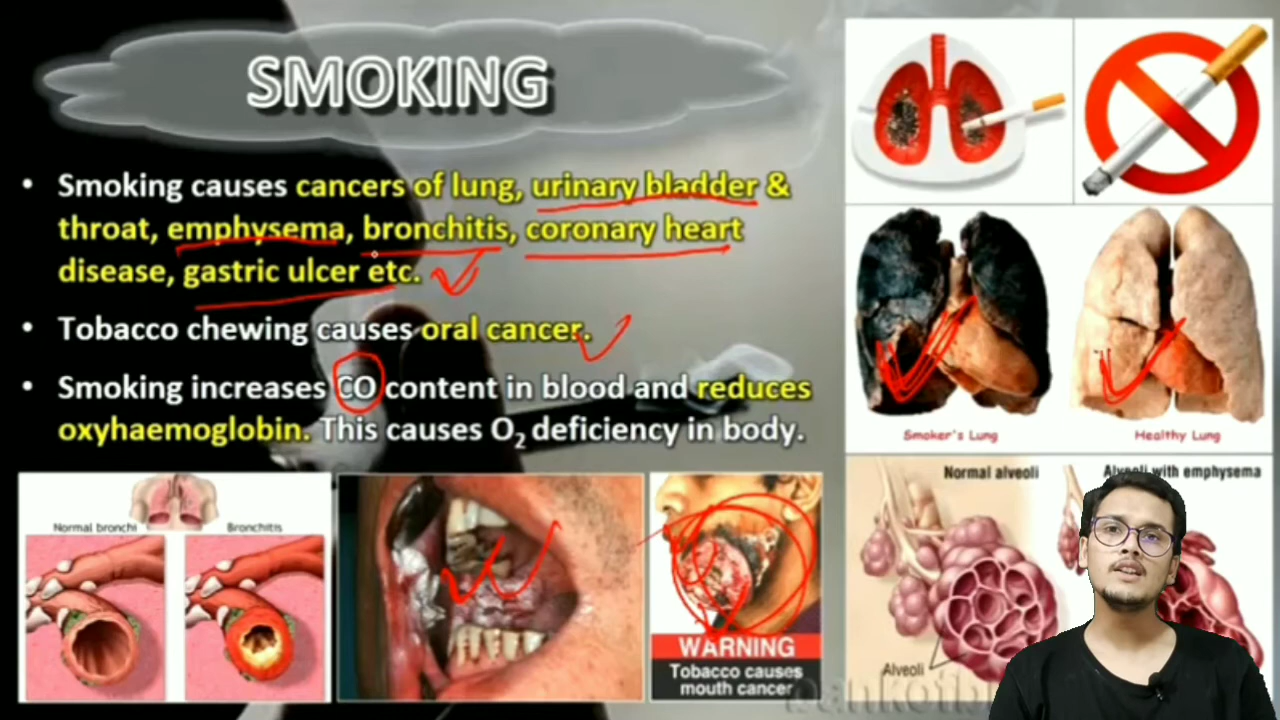 SMOKING
• Smoking causes cancers of lung, urinary bladder &
throat, emphysema, bronchitis, coronary heart
disease, gastric ulcer etc.
• Tobacco chewing causes oral cancer.
• Smoking increases CO content in blood and reduces
oxyhaemoglobin. This causes O₂ deficiency in body.
Smoker's Lung
Healthy Lung
Normal alveoli
Alveoli with emphysema
Alveoli
Normal bronchi
Bronchitis
WARNING
Tobacco causes
mouth cancer